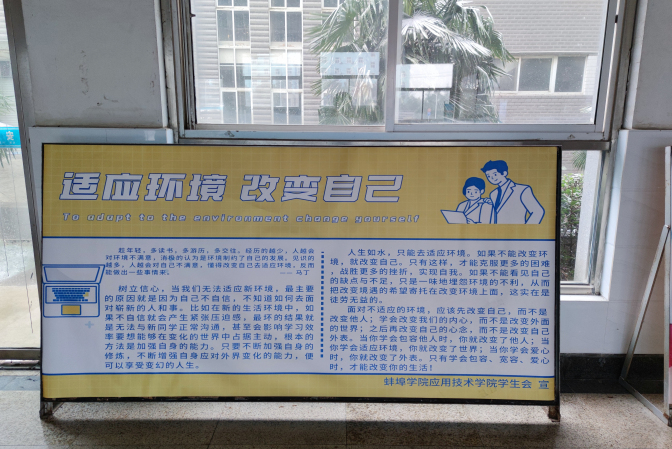 适应环境 改变自己
To adapt to the environment change yourself
趁年轻，多读书，多游历，多交往。经历的越少，人越会
对环境不满意，消极的认为是环境制约了自己的发展。见识的
越多，人越会对自己不满意，懂得改变自己去适应环境，反而
能做出一些事情来。
树立信心，当我们无法适应新环境，最主要
的原因就是因为自己不自信，不知道如何去面
对崭新的人和事。比如在新的生活环境中，如
果不自信就会产生紧张压迫感，最坏的结果就
是无法与新同学正常沟通，甚至会影响学习效
率要想能够在变化的世界中占据主动，根本的
方法是加强自身的能力。只要不断加强自身的
修炼，不断增强自身应对外界变化的能力，便
可以享受变幻的人生。
人生如水，只能去适应环境。如果不能改变环
境，就改变自己。只有这样，才能克服更多的困难
，战胜更多的挫折，实现自我。如果不能看见自己
的缺点与不足，只是一味地埋怨环境的不利，从而
把改变境遇的希望寄托在改变环境上面，这实在是
徒劳无益的。
面对不适应的环境，应该先改变自己，而不是
改变他人；学会改变我们的内心，而不是改变外面
的世界；之后再改变自己的心态，而不是改变自己
外表。当你学会包容他人时，你就改变了他人；当
你学会适应环境，你就改变了世界；当你学会爱心
时，你就改变了外表。只有学会包容、宽容、爱心
时，才能改变你的生活！
蚌埠学院应用技术学院学生会 宣